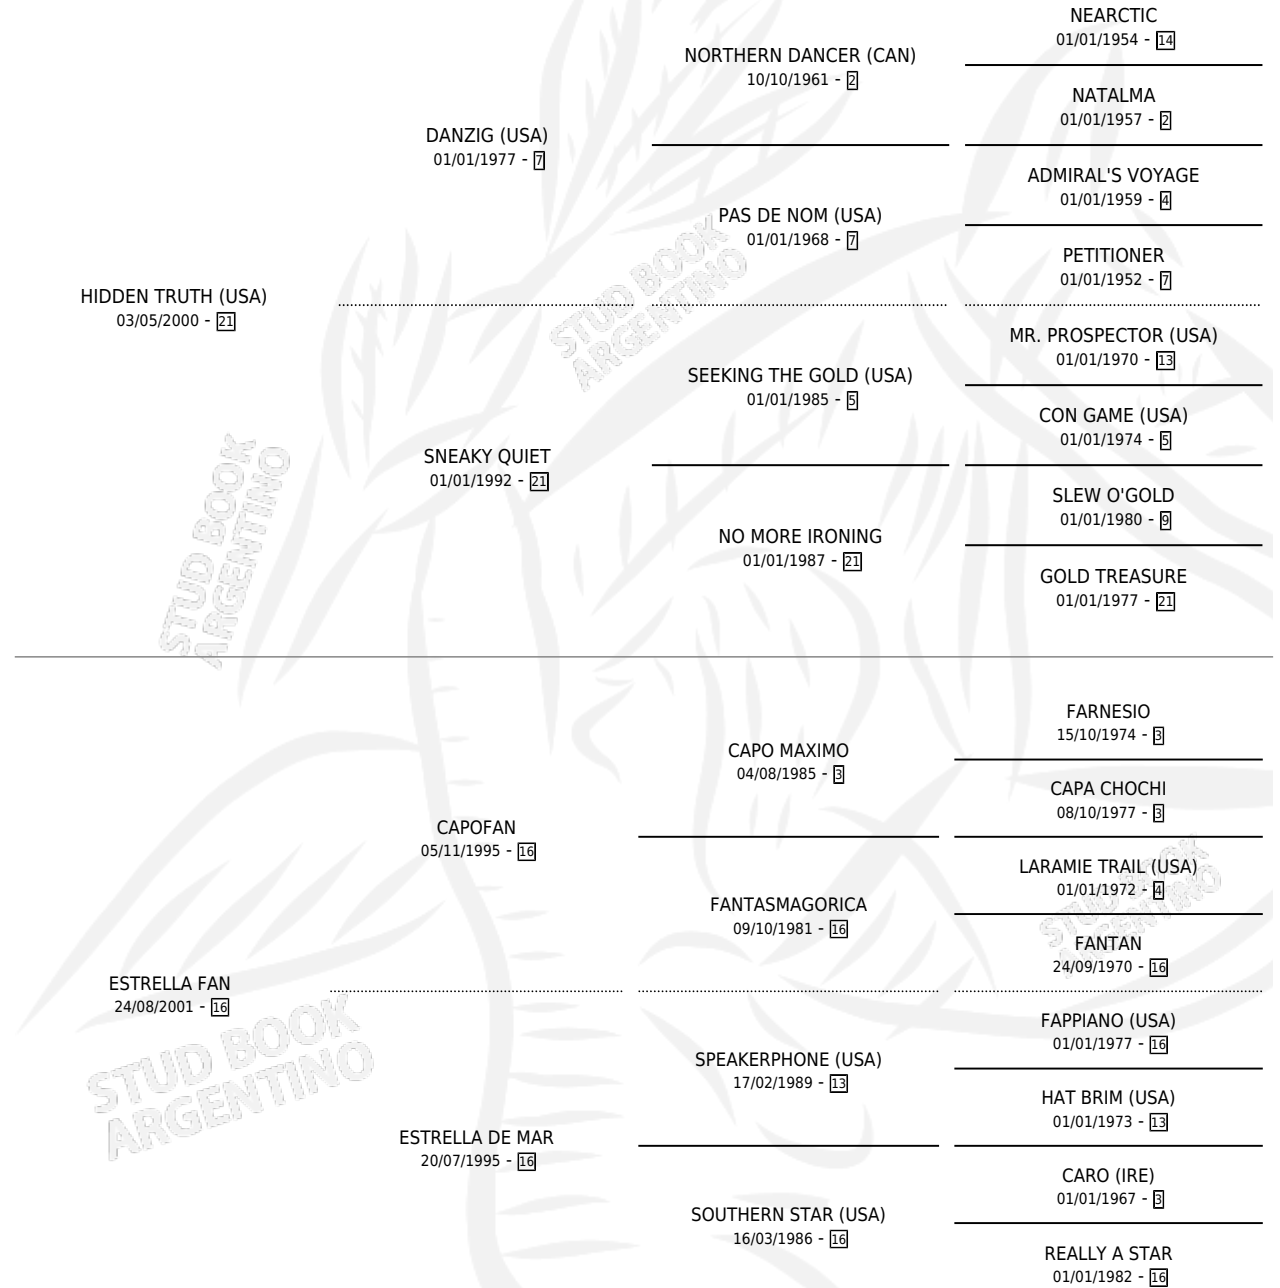 NEARCTIC
01/01/1954 - 14
NORTHERN DANCER (CAN)
10/10/1961 - 2
NATALMA
01/01/1957 - 2
DANZIG (USA)
01/01/1977 - 7
ADMIRAL'S VOYAGE
01/01/1959 - 4
PAS DE NOM (USA)
01/01/1968 - 7
PETITIONER
01/01/1952 - 7
HIDDEN TRUTH (USA)
03/05/2000 - 21
STUD BOOK
ARGENTINO
MR. PROSPECTOR (USA)
01/01/1970 - 13
SEEKING THE GOLD (USA)
01/01/1985 - 5
CON GAME (USA)
01/01/1974 - 5
SNEAKY QUIET
01/01/1992 - 21
SLEW O'GOLD
01/01/1980 - 9
NO MORE IRONING
01/01/1987 - 21
GOLD TREASURE
01/01/1977 - 21
STUD BOOK
ARGENTINO
FARNESIO
15/10/1974 - 3
CAPO MAXIMO
04/08/1985 - 3
CAPA CHOCHI
08/10/1977 - 3
CAPOFAN
05/11/1995 - 16
LARAMIE TRAIL (USA)
01/01/1972 - 4
FANTASMAGORICA
09/10/1981 - 16
STUD BOOK
ARGENTINO
FANTAN
24/09/1970 - 16
ESTRELLA FAN
24/08/2001 - 16
FAPPIANO (USA)
01/01/1977 - 16
SPEAKERPHONE (USA)
17/02/1989 - 13
HAT BRIM (USA)
01/01/1973 - 13
STUD BOOK
ARGENTINO
ESTRELLA DE MAR
20/07/1995 - 16
CARO (IRE)
01/01/1967 - 3
SOUTHERN STAR (USA)
16/03/1986 - 16
REALLY A STAR
01/01/1982 - 16